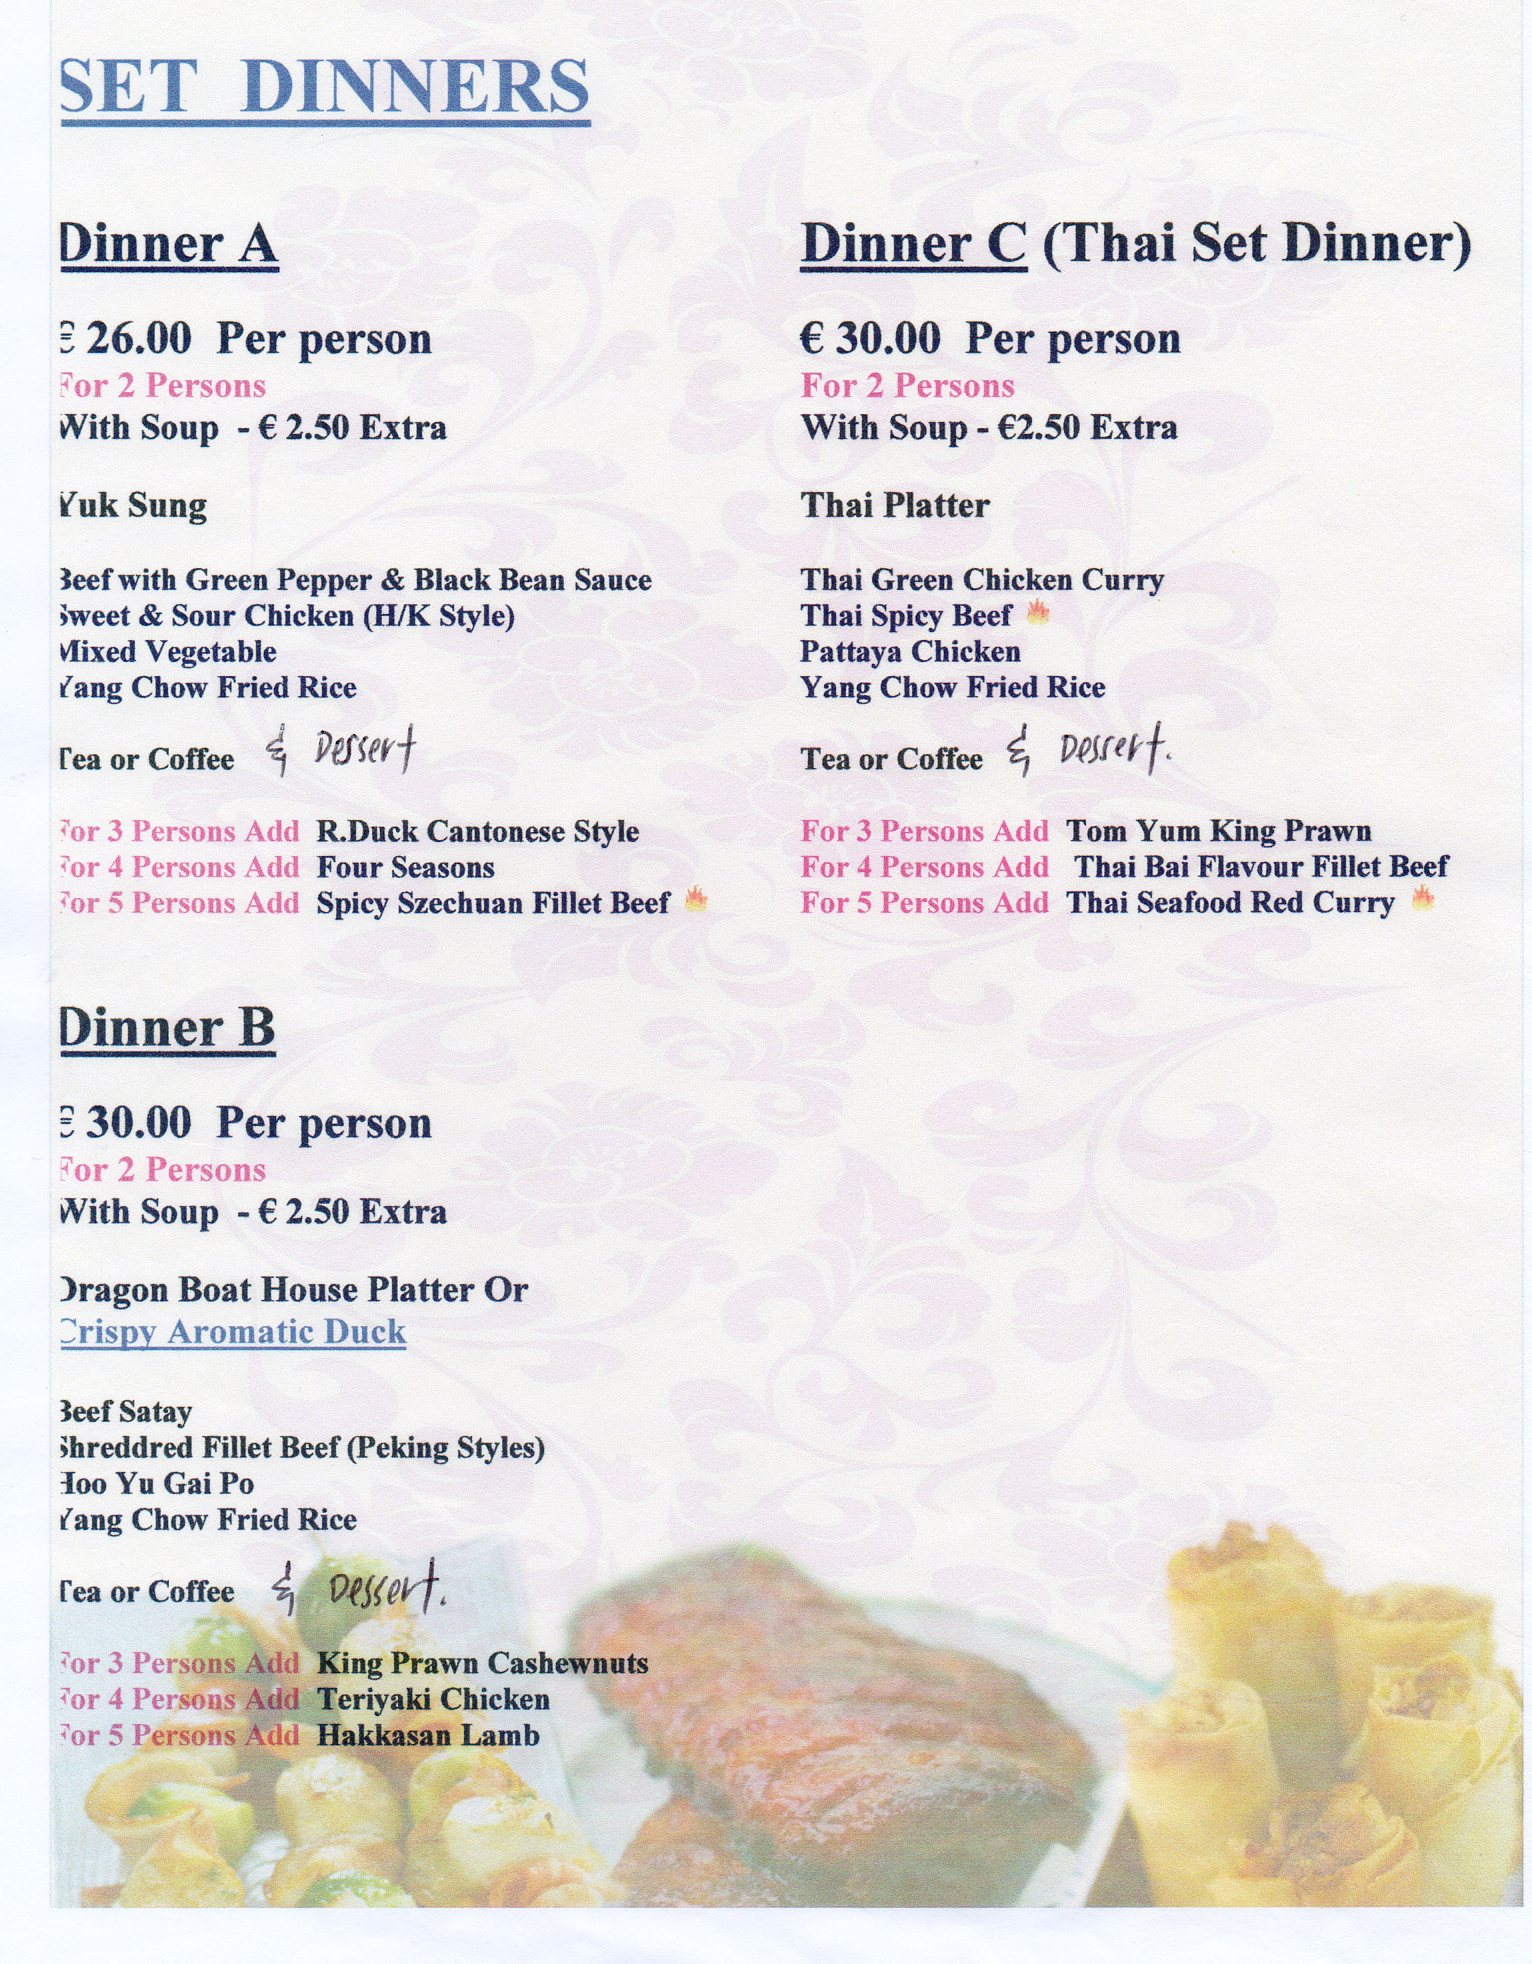 SET DINNERS
Dinner A
€ 26.00 Per person
For 2 Persons
With Soup - € 2.50 Extra
Yuk Sung
Beef with Green Pepper & Black Bean Sauce
Sweet & Sour Chicken (H/K Style)
Mixed Vegetable
Yang Chow Fried Rice
Tea or Coffee & Dessert
For 3 Persons Add R.Duck Cantonese Style
For 4 Persons Add Four Seasons
For 5 Persons Add Spicy Szechuan Fillet Beef
Dinner B
€ 30.00 Per person
For 2 Persons
With Soup - € 2.50 Extra
Dragon Boat House Platter Or
Crispy Aromatic Duck
Beef Satay
Shreddred Fillet Beef (Peking Styles)
Hoo Yu Gai Po
Yang Chow Fried Rice
Tea or Coffee & Dessert.
For 3 Persons Add King Prawn Cashewnuts
For 4 Persons Add Teriyaki Chicken
For 5 Persons Add Hakkasan Lamb
Dinner C (Thai Set Dinner)
€ 30.00 Per person
For 2 Persons
With Soup - €2.50 Extra
Thai Platter
Thai Green Chicken Curry
Thai Spicy Beef
Pattaya Chicken
Yang Chow Fried Rice
Tea or Coffee & Dessert.
For 3 Persons Add Tom Yum King Prawn
For 4 Persons Add Thai Bai Flavour Fillet Beef
For 5 Persons Add Thai Seafood Red Curry